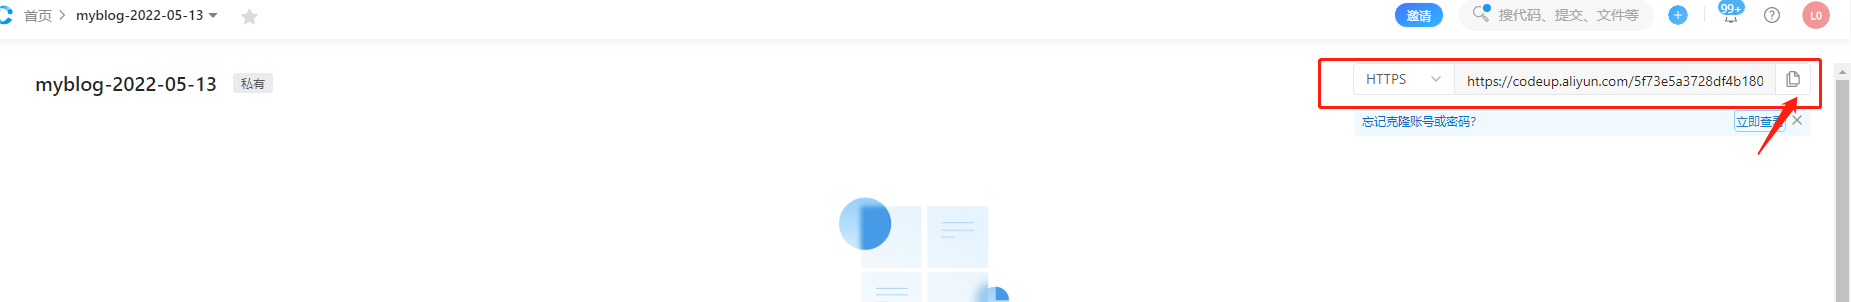 首页 > myblog-2022-05-13
邀请
搜代码、提交、文件等
99+
L0
myblog-2022-05-13 私有
HTTPS https://codeup.aliyun.com/5f73e5a3728df4b180
忘记克隆账号或密码?
立即查看